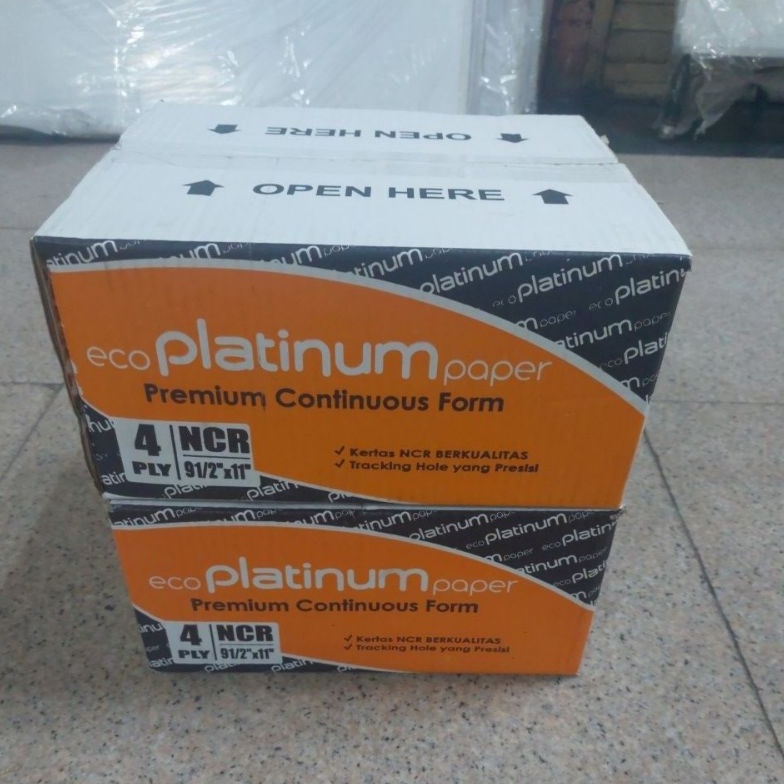 OPEN HERE
OPEN HERE
eco platinum paper
Premium Continuous Form
4 PLY
NCR
91/2"x11"
✓ Kertas NCR BERKUALITAS
✓ Tracking Hole yang Presisi
eco platinum paper
Premium Continuous Form
4 PLY
NCR
91/2"x11"
✓ Kertas NCR BERKUALITAS
✓ Tracking Hole yang Presisi